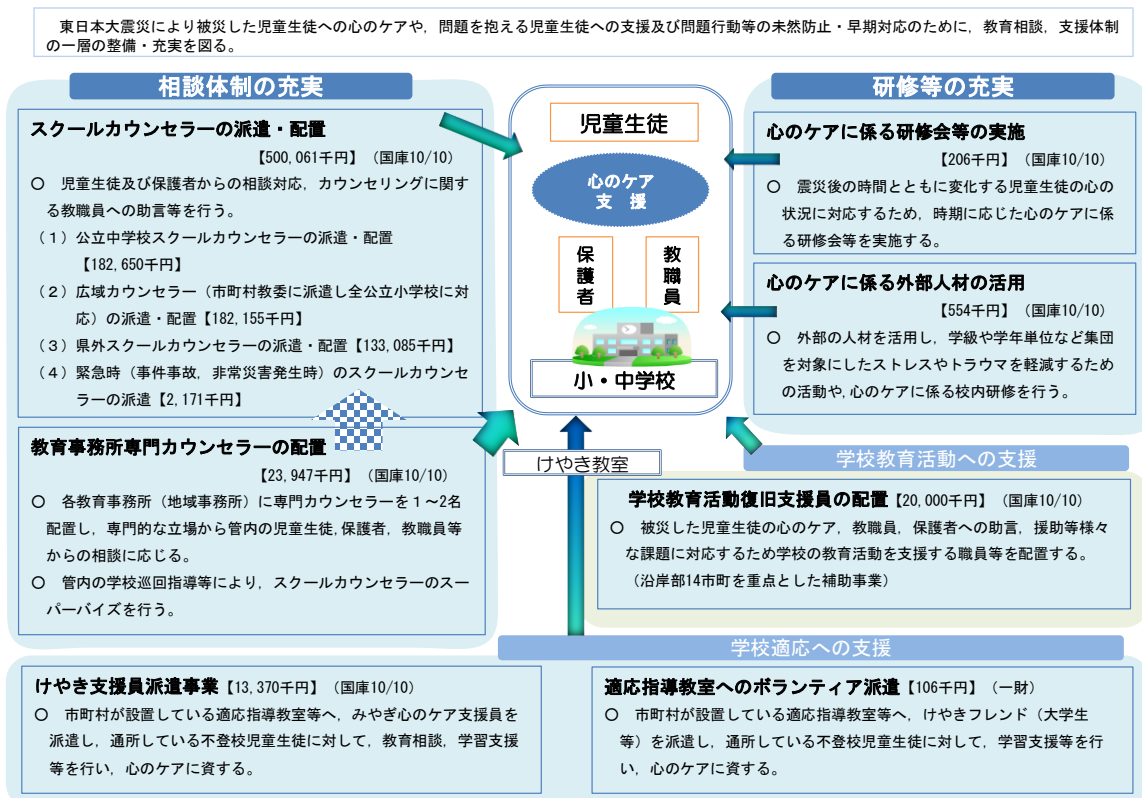 東日本大震災により被災した児童生徒への心のケアや，問題を抱える児童生徒への支援及び問題行動等の未然防止・早期対応のために，教育相談，支援体制
の一層の整備・充実を図る。
相談体制の充実
スクールカウンセラーの派遣・配置
【500,061千円】（国庫10/10）
○　児童生徒及び保護者からの相談対応，カウンセリングに関す
る教職員への助言等を行う。
（１）公立中学校スクールカウンセラーの派遣・配置
【182,650千円】
（２）広域カウンセラー（市町村教委に派遣し全公立小学校に対
応）の派遣・配置【182,155千円】
（３）県外スクールカウンセラーの派遣・配置【133,085千円】
（４）緊急時（事件事故，非常災害発生時）のスクールカウンセ
ラーの派遣【2,171千円】
教育事務所専門カウンセラーの配置
【23,947千円】（国庫10/10）
○　各教育事務所（地域事務所）に専門カウンセラーを１～2名
配置し，専門的な立場から管内の児童生徒,保護者，教職員等
からの相談に応じる。
○　管内の学校巡回指導等により，スクールカウンセラーのスー
パーバイズを行う。
児童生徒
心のケア
支　援
保護者
教職員
小・中学校
けやき教室
研修等の充実
心のケアに係る研修会等の実施
【206千円】（国庫10/10）
○　震災後の時間とともに変化する児童生徒の心の
状況に対応するため，時期に応じた心のケアに係
る研修会等を実施する。
心のケアに係る外部人材の活用
【554千円】（国庫10/10）
○　外部の人材を活用し，学級や学年単位など集団
を対象にしたストレスやトラウマを軽減するため
の活動や,心のケアに係る校内研修を行う。
学校教育活動への支援
学校教育活動復旧支援員の配置【20,000千円】（国庫10/10）
○　被災した児童生徒の心のケア，教職員，保護者への助言，援助等様々
な課題に対応するため学校の教育活動を支援する職員等を配置する。
（沿岸部14市町を重点とした補助事業）
学校適応への支援
けやき支援員派遣事業【13,370千円】（国庫10/10）
○　市町村が設置している適応指導教室等へ，みやぎ心のケア支援員を
派遣し，通所している不登校児童生徒に対して，教育相談，学習支援
等を行い，心のケアに資する。
適応指導教室へのボランティア派遣【106千円】（一財）
○　市町村が設置している適応指導教室等へ，けやきフレンド（大学生
等）を派遣し，通所している不登校児童生徒に対して，学習支援等を行
い，心のケアに資する。